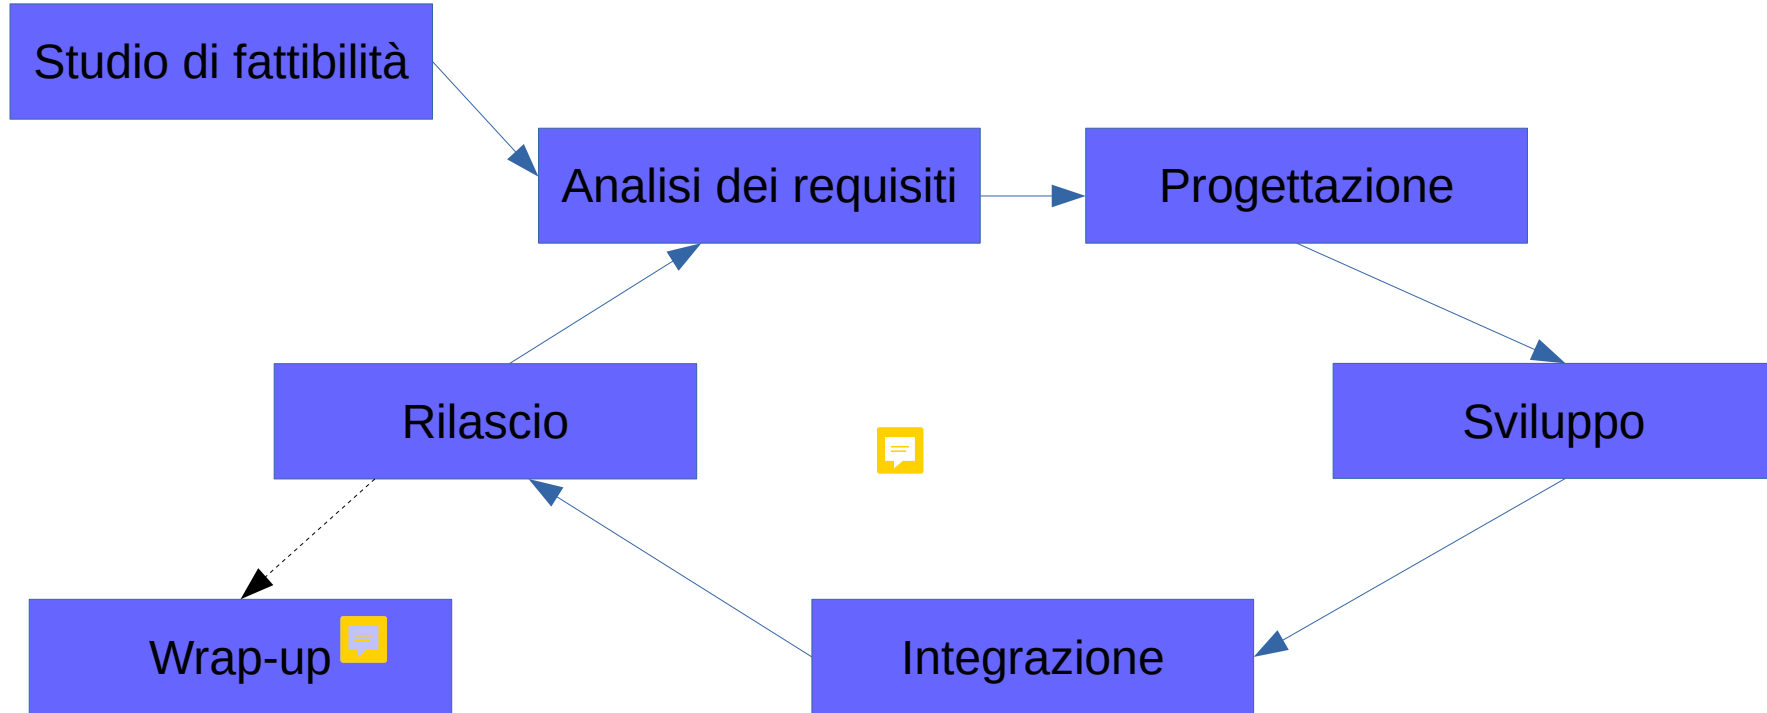 Studio di fattibilità
Analisi dei requisiti
Progettazione
Rilascio
Sviluppo
Wrap-up
Integrazione